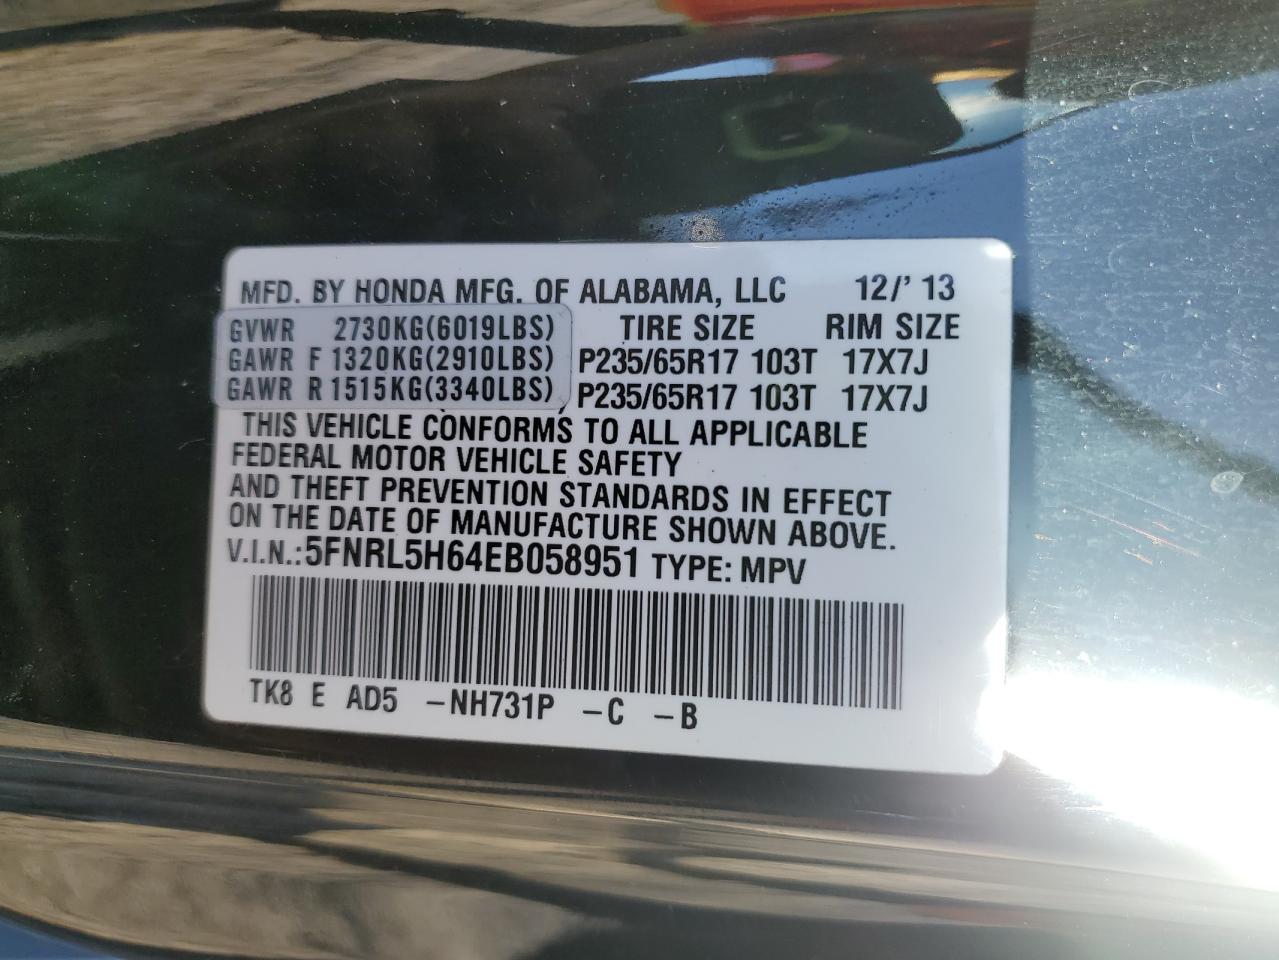 MFD. BY HONDA MFG. OF ALABAMA, LLC 12/' 13
GVWR 2730KG(6019LBS) TIRE SIZE RIM SIZE
GAWR F 1320KG(2910LBS) P235/65R17 103T 17X7J
GAWR R 1515KG(3340LBS) P235/65R17 103T 17X7J
THIS VEHICLE CONFORMS TO ALL APPLICABLE
FEDERAL MOTOR VEHICLE SAFETY
AND THEFT PREVENTION STANDARDS IN EFFECT
ON THE DATE OF MANUFACTURE SHOWN ABOVE.
V.I.N.:5FNRL5H64EB058951 TYPE: MPV
TK8 E AD5 -NH731P -C -B